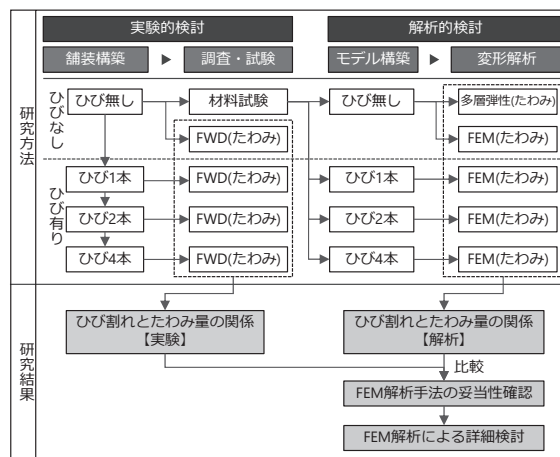 実験的検討
解析的検討
舗装構築
調査・試験
モデル構築
変形解析
研究方法
ひびなし
ひび無し
材料試験
ひび無し
多層弾性(たわみ)
FWD(たわみ)
FEM(たわみ)
ひび有り
ひび1本
FWD(たわみ)
ひび1本
FEM(たわみ)
ひび2本
FWD(たわみ)
ひび2本
FEM(たわみ)
ひび4本
FWD(たわみ)
ひび4本
FEM(たわみ)
研究結果
ひび割れとたわみ量の関係
【実験】
ひび割れとたわみ量の関係
【解析】
比較
FEM解析手法の妥当性確認
FEM解析による詳細検討